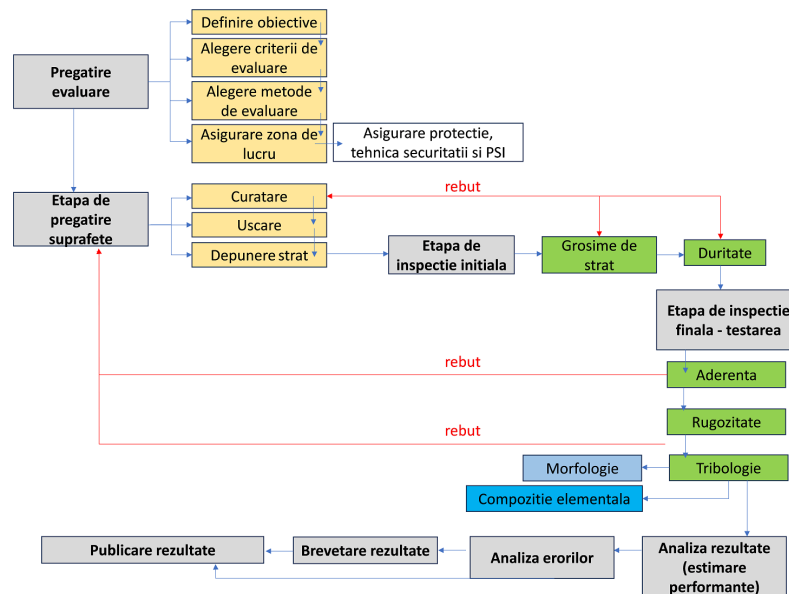 Definire obiective
Alegere criterii de
evaluare
Pregatire
evaluare
Alegere metode
de evaluare
Asigurare zona de
lucru
Asigurare protectie,
tehnica securitatii si PSI
rebut
Etapa de
pregatire
suprafete
Curatare
Uscare
Depunere strat
Etapa de
inspectie initiala
Grosime de
strat
Duritate
Etapa de inspectie
finala - testarea
rebut
Aderenta
Rugozitate
rebut
Tribologie
Morfologie
Compozitie elementala
Publicare rezultate
Brevetare rezultate
Analiza erorilor
Analiza rezultate
(estimare
performante)